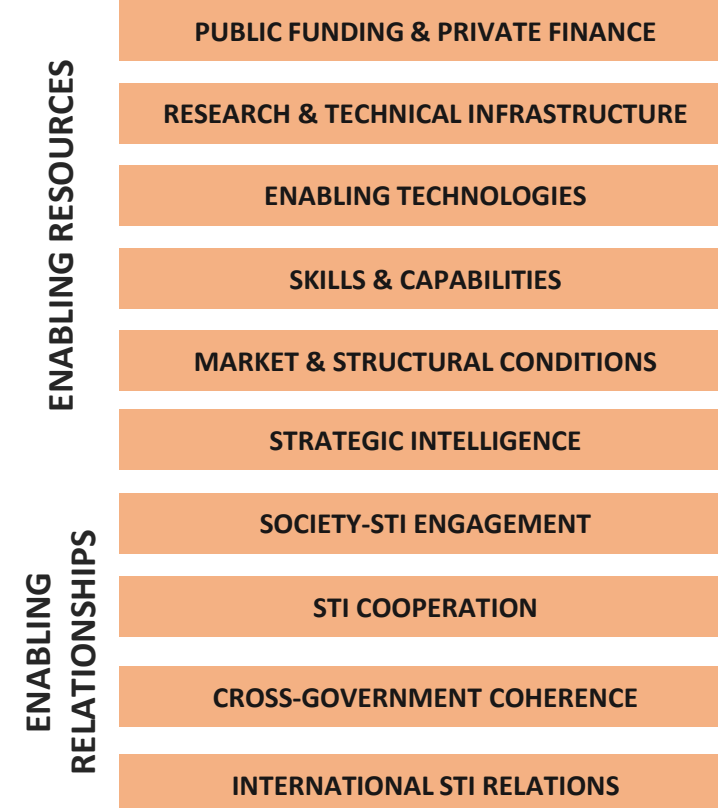 ENABLING RESOURCES
PUBLIC FUNDING & PRIVATE FINANCE
RESEARCH & TECHNICAL INFRASTRUCTURE
ENABLING TECHNOLOGIES
SKILLS & CAPABILITIES
MARKET & STRUCTURAL CONDITIONS
STRATEGIC INTELLIGENCE
ENABLING
RELATIONSHIPS
SOCIETY-STI ENGAGEMENT
STI COOPERATION
CROSS-GOVERNMENT COHERENCE
INTERNATIONAL STI RELATIONS